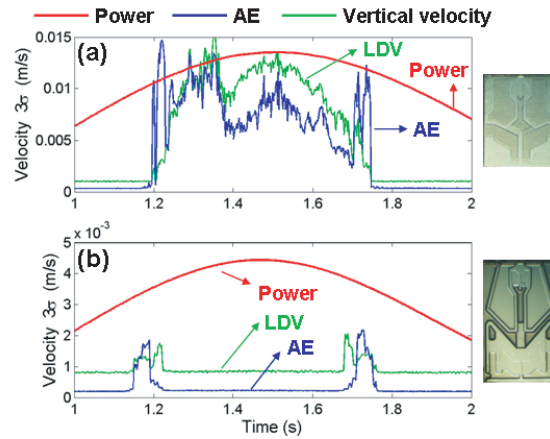 Power AE Vertical velocity
(a)
Velocity 3σ (m/s)
0.015
0.01
0.005
0
LDV
Power
AE
1 1.2 1.4 1.6 1.8 2
x 10⁻³
(b)
Velocity 3σ (m/s)
5
4
3
2
1
0
Power
LDV
AE
1 1.2 1.4 1.6 1.8 2
Time (s)